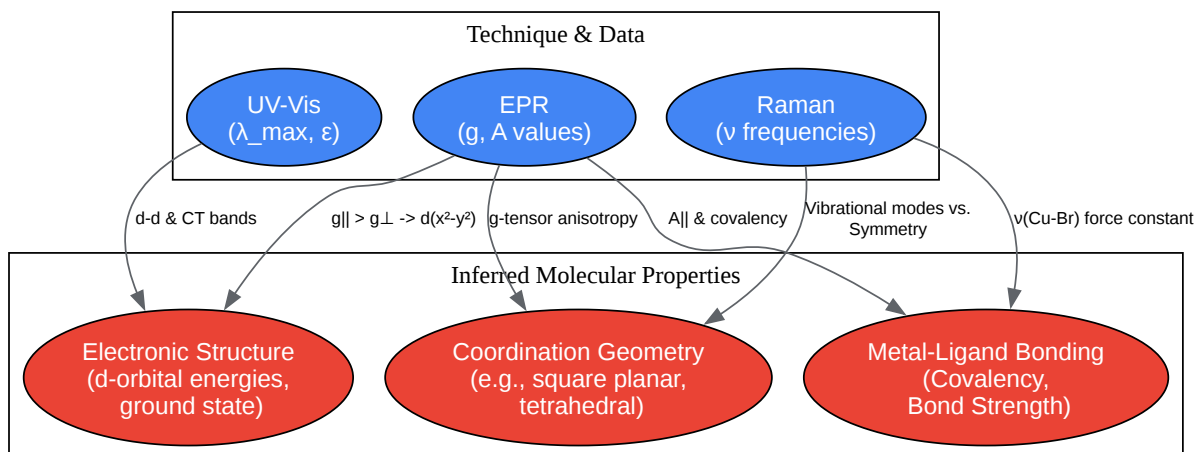 Technique & Data
UV-Vis
(λ_max, ε)
EPR
(g, A values)
Raman
(ν frequencies)
d-d & CT bands
g|| > g⊥ -> d(x²-y²)
g-tensor anisotropy
A|| & covalency
Vibrational modes vs.
Symmetry
ν(Cu-Br) force constant
Inferred Molecular Properties
Electronic Structure
(d-orbital energies,
ground state)
Coordination Geometry
(e.g., square planar,
tetrahedral)
Metal-Ligand Bonding
(Covalency,
Bond Strength)